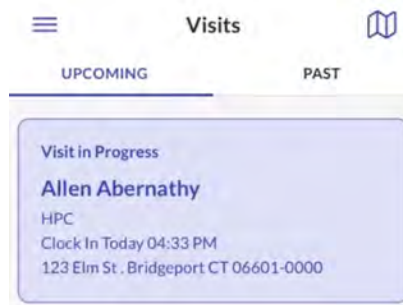 Visits
UPCOMING PAST
Visit in Progress
Allen Abernathy
HPC
Clock In Today 04:33 PM
123 Elm St . Bridgeport CT 06601-0000